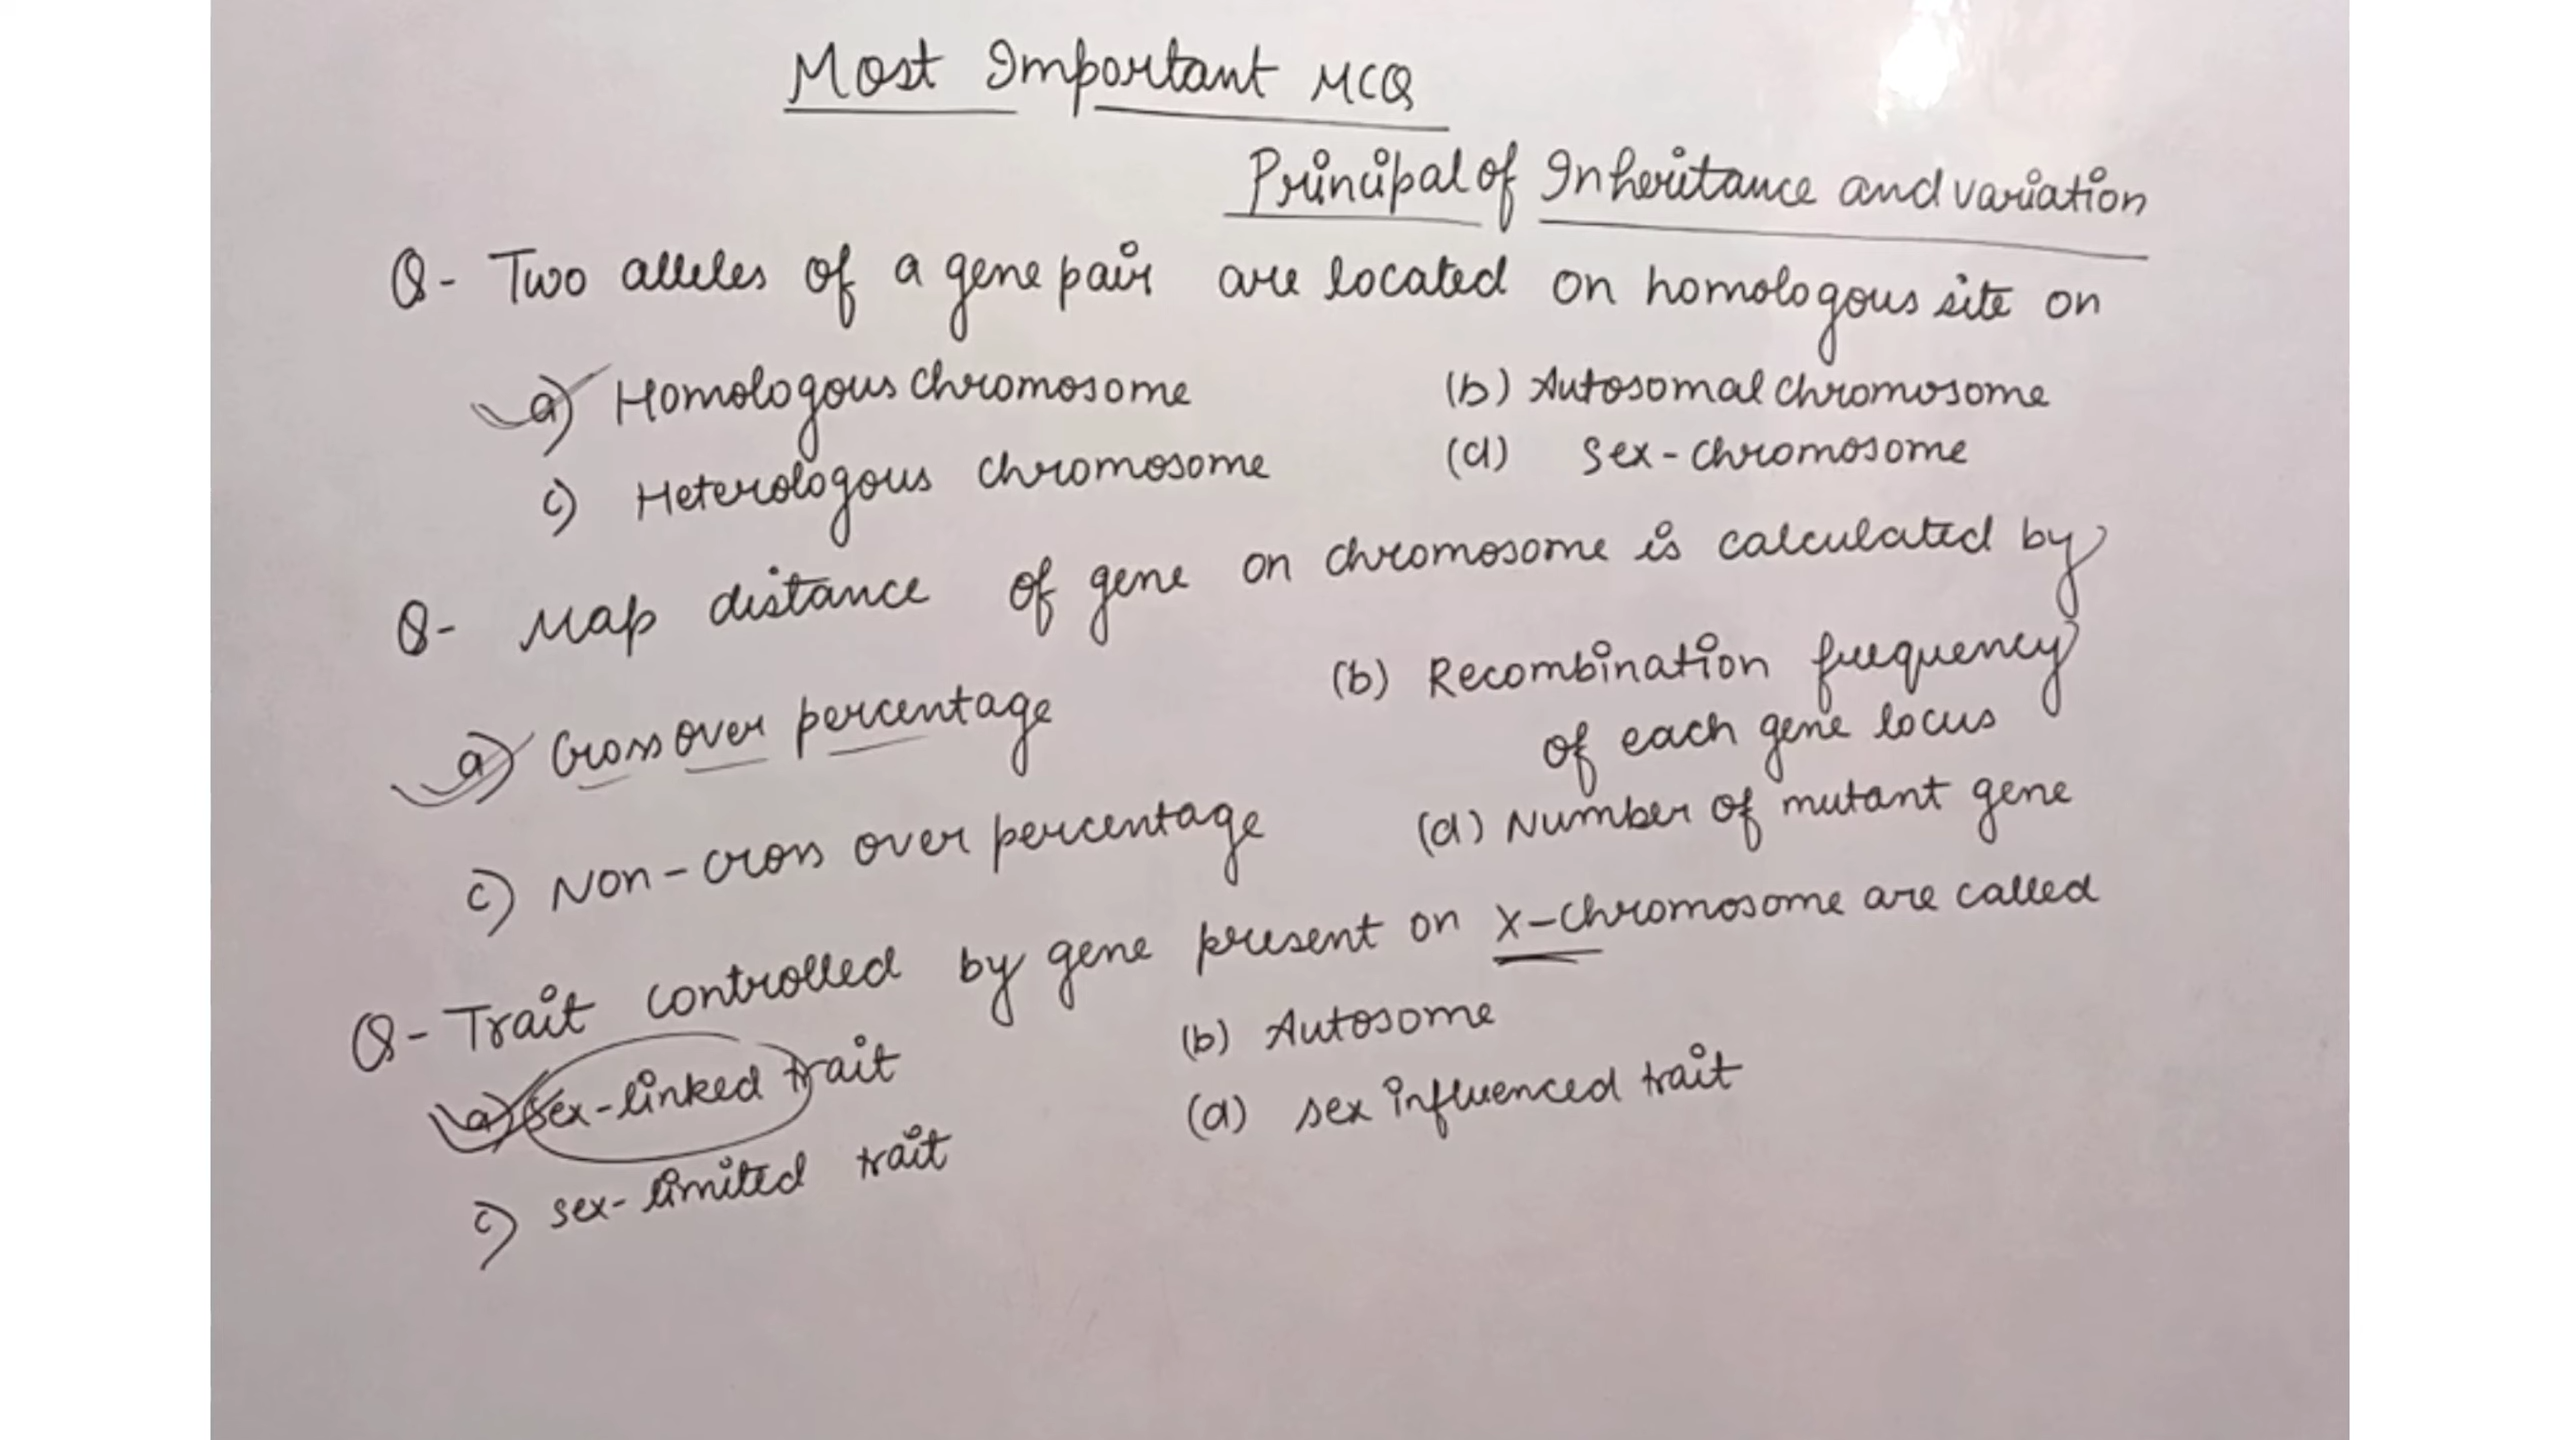 Most Important MCQ
Principal of Inheritance and variation
Q- Two alleles of a gene pair are located on homologous site on
a) Homologous chromosome (b) Autosomal chromosome
c) Heterologous chromosome (d) Sex-chromosome
Q- Map distance of gene on chromosome is calculated by
a) Cross over percentage (b) Recombination frequency
of each gene locus
c) Non-cross over percentage (d) Number of mutant gene
Q- Trait controlled by gene present on X-chromosome are called
a) Sex-linked trait (b) Autosome
c) sex-limited trait (d) sex influenced trait